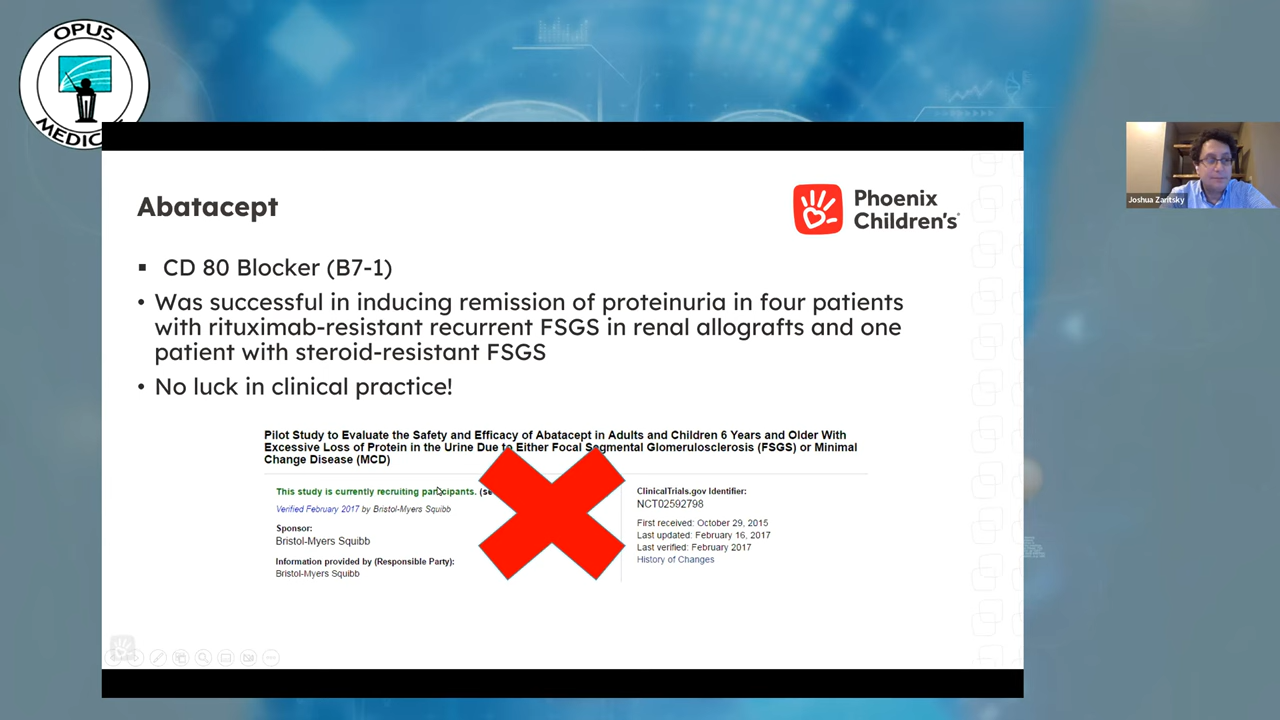 OPUS
MEDIC
Abatacept
Phoenix
Children's
Joshua Zaritsky
▪ CD 80 Blocker (B7-1)
• Was successful in inducing remission of proteinuria in four patients
with rituximab-resistant recurrent FSGS in renal allografts and one
patient with steroid-resistant FSGS
• No luck in clinical practice!
Pilot Study to Evaluate the Safety and Efficacy of Abatacept in Adults and Children 6 Years and Older With
Excessive Loss of Protein in the Urine Due to Either Focal Segmental Glomerulosclerosis (FSGS) or Minimal
Change Disease (MCD)
This study is currently recruiting participants. (se
Verified February 2017 by Bristol-Myers Squibb
Sponsor:
Bristol-Myers Squibb
Information provided by (Responsible Party):
Bristol-Myers Squibb
ClinicalTrials.gov Identifier:
NCT02592798
First received: October 29, 2015
Last updated: February 16, 2017
Last verified: February 2017
History of Changes